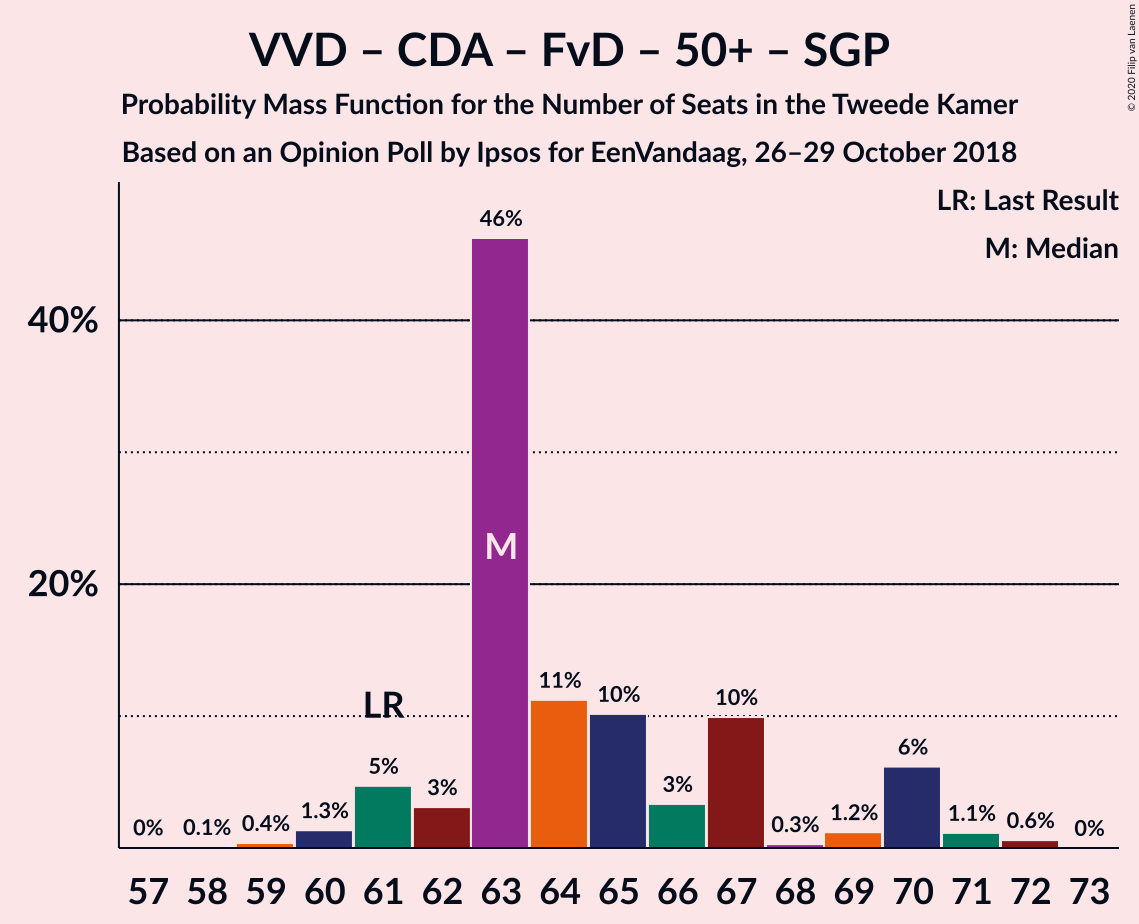 VVD – CDA – FvD – 50+ – SGP
Probability Mass Function for the Number of Seats in the Tweede Kamer
Based on an Opinion Poll by Ipsos for EenVandaag, 26–29 October 2018
© 2020 Filip van Laenen
LR: Last Result
M: Median
40%
20%
46%
M
LR
0%
0.1%
0.4%
1.3%
5%
3%
11%
10%
3%
10%
0.3%
1.2%
6%
1.1%
0.6%
0%
57 58 59 60 61 62 63 64 65 66 67 68 69 70 71 72 73